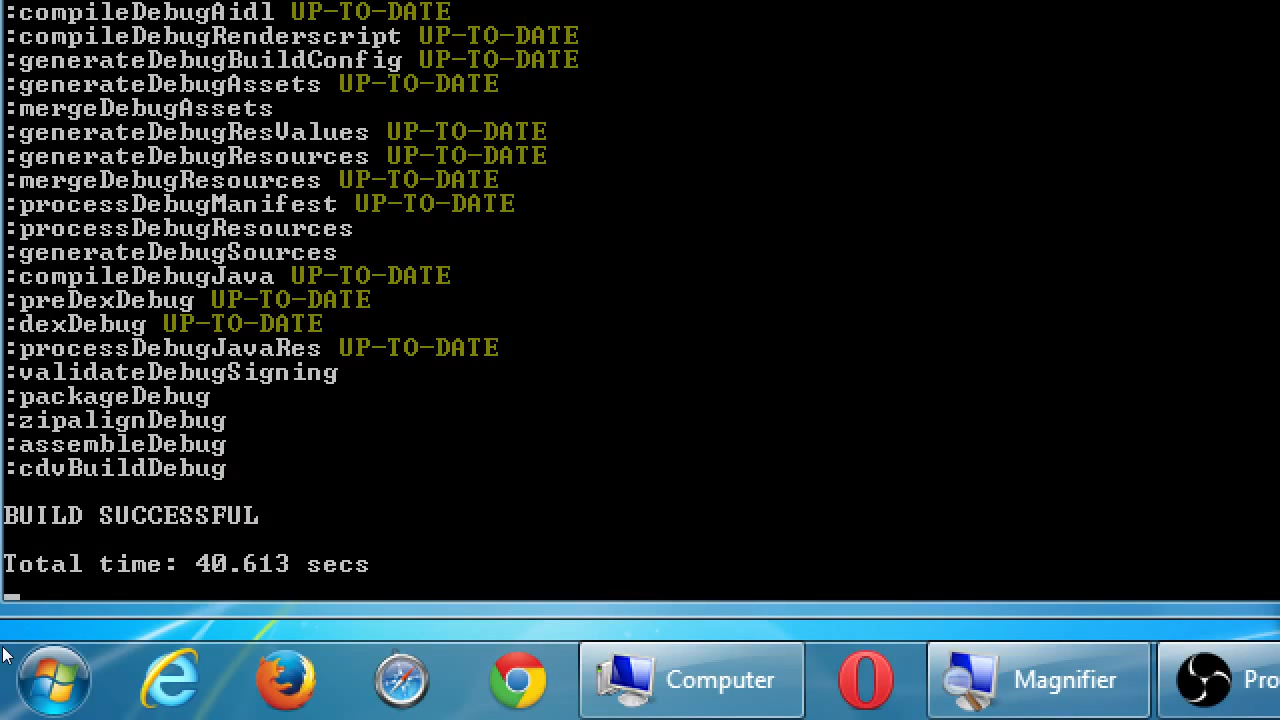 :compileDebugAidl UP-TO-DATE
:compileDebugRenderscript UP-TO-DATE
:generateDebugBuildConfig UP-TO-DATE
:generateDebugAssets UP-TO-DATE
:mergeDebugAssets
:generateDebugResValues UP-TO-DATE
:generateDebugResources UP-TO-DATE
:mergeDebugResources UP-TO-DATE
:processDebugManifest UP-TO-DATE
:processDebugResources
:generateDebugSources
:compileDebugJava UP-TO-DATE
:preDexDebug UP-TO-DATE
:dexDebug UP-TO-DATE
:processDebugJavaRes UP-TO-DATE
:validateDebugSigning
:packageDebug
:zipalignDebug
:assembleDebug
:cdvBuildDebug
BUILD SUCCESSFUL
Total time: 40.613 secs
Computer Magnifier Pro